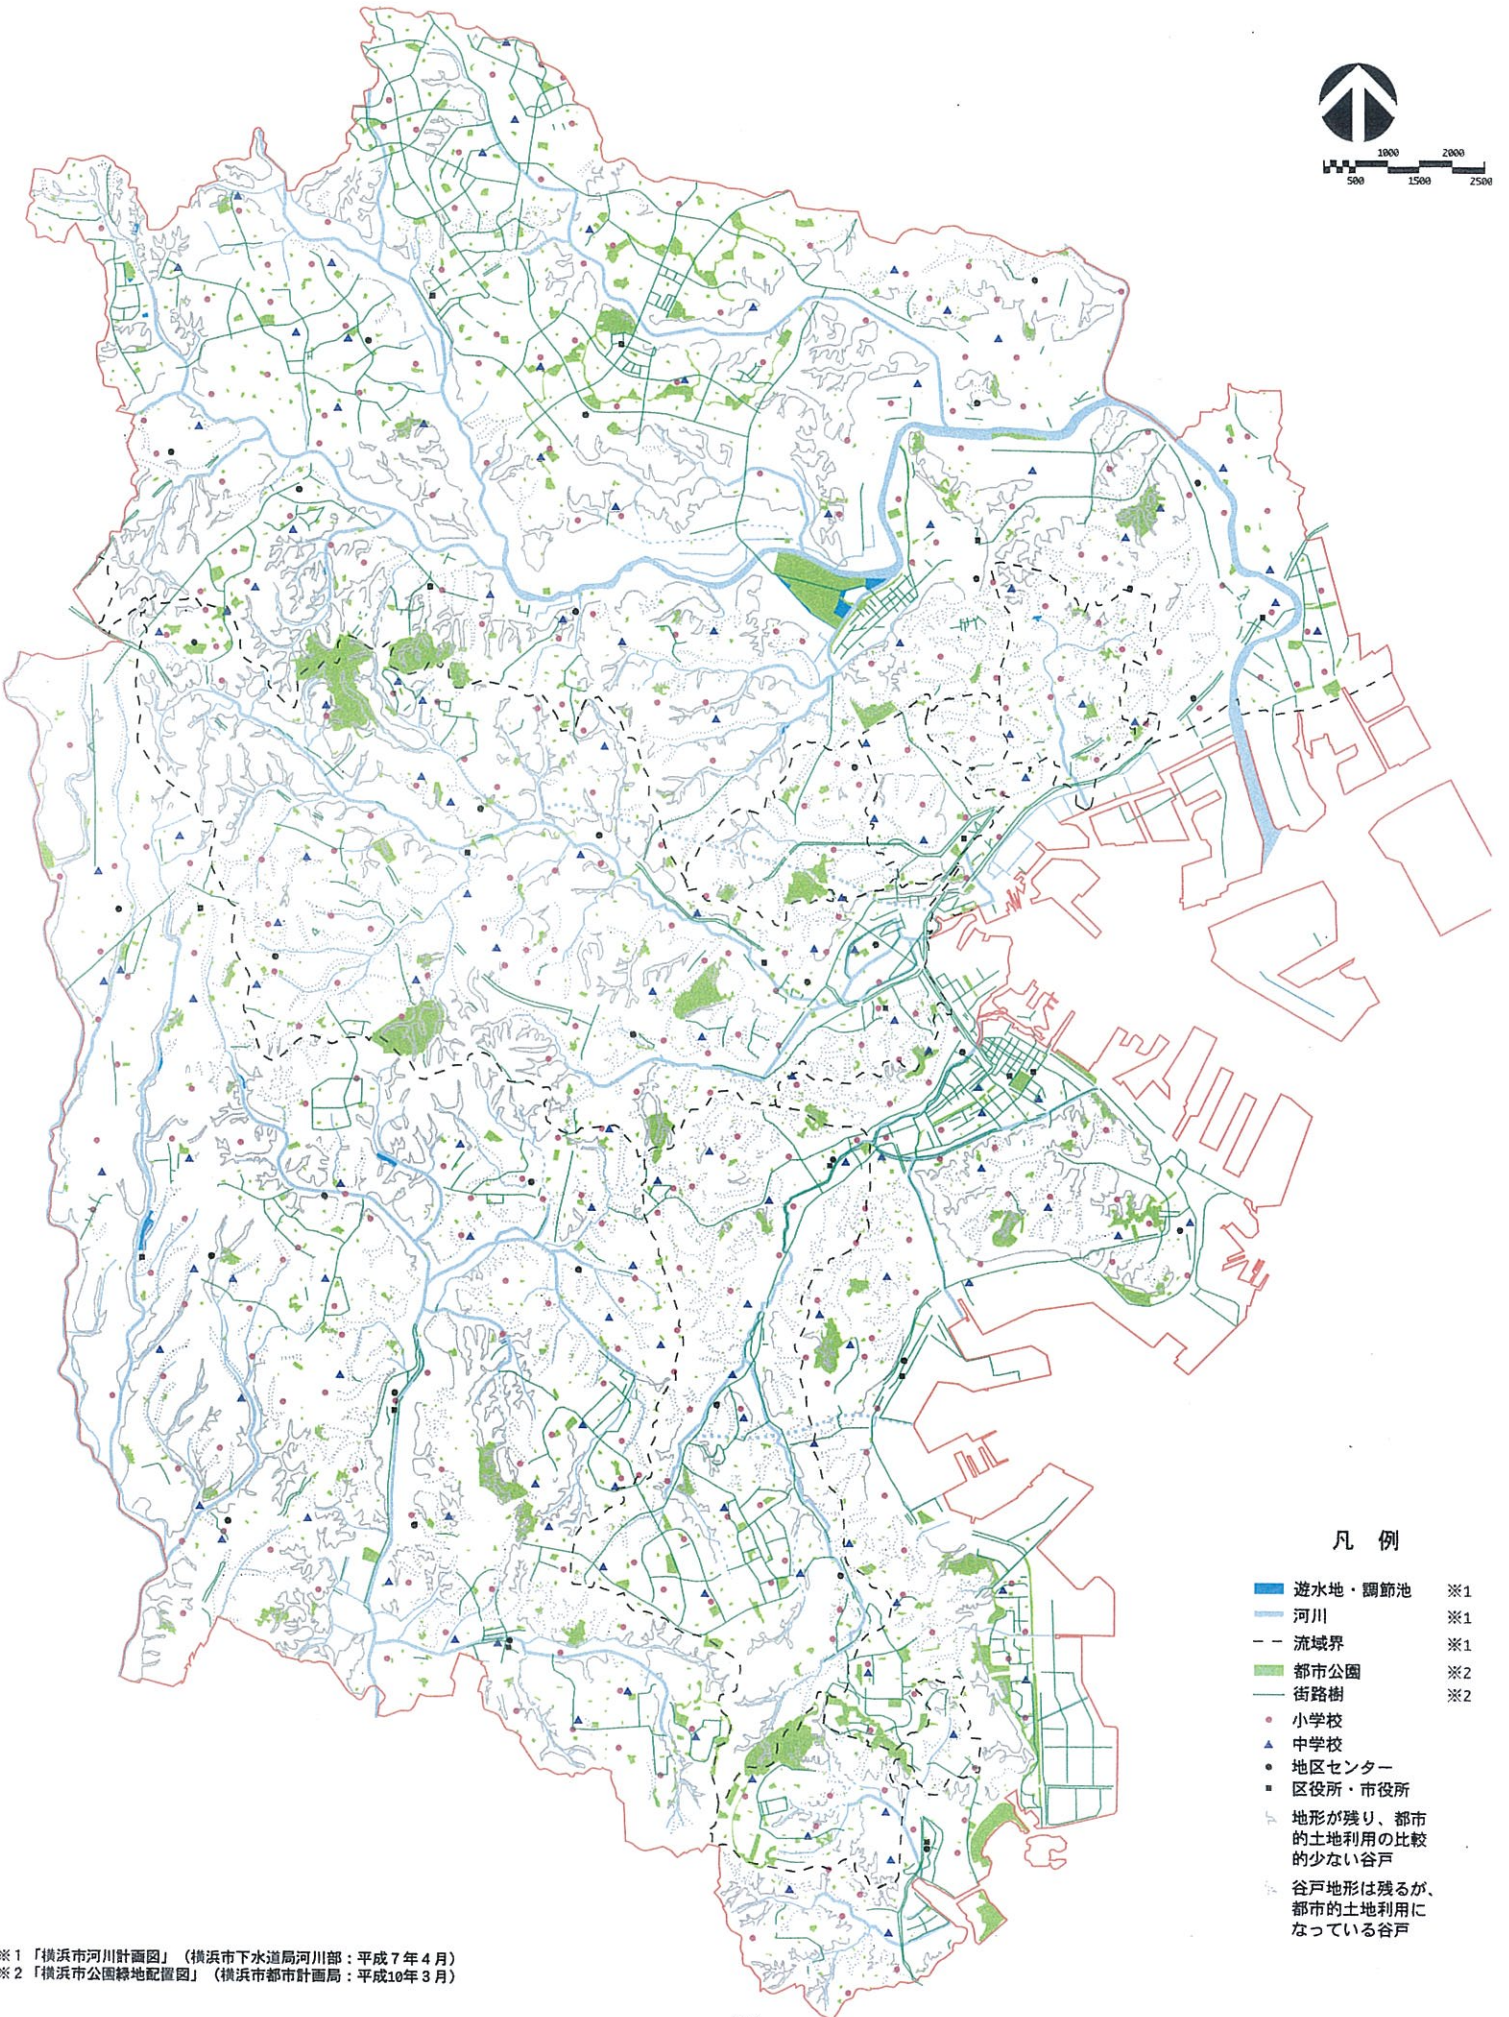 1000 2000
500 1500 2500
凡 例
遊水地・調節池 ※1
河川 ※1
流域界 ※1
都市公園 ※2
街路樹 ※2
小学校
中学校
地区センター
区役所・市役所
地形が残り、都市
的土地利用の比較
的少ない谷戸
谷戸地形は残るが、
都市的土地利用に
なっている谷戸
※1「横浜市河川計画図」（横浜市下水道局河川部：平成7年4月）
※2「横浜市公園緑地配置図」（横浜市都市計画局：平成10年3月）